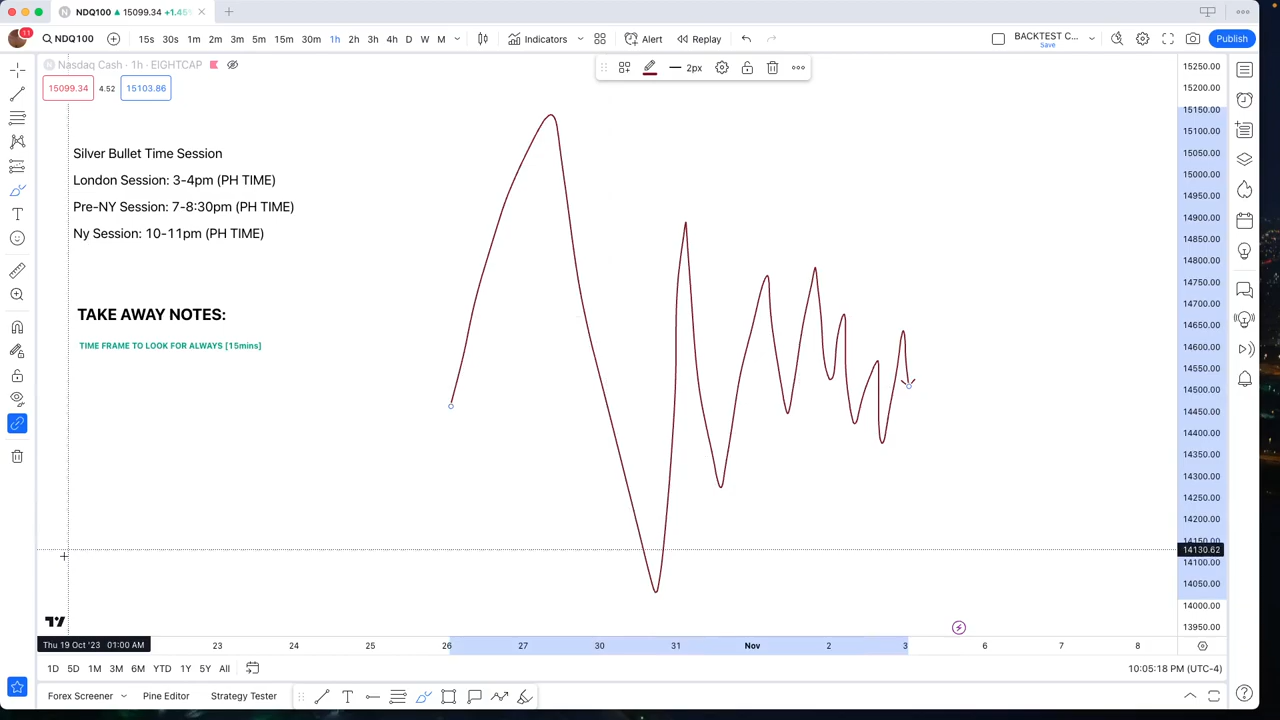 NDQ100 ▲ 15099.34 +1.45%
11
NDQ100
15s 30s 1m 2m 3m 5m 15m 30m 1h 2h 3h 4h D W M
Indicators
Alert
Replay
BACKTEST C...
Save
Publish
Nasdaq Cash · 1h · EIGHTCAP
2px
15099.34 4.52 15103.86
Silver Bullet Time Session
London Session: 3-4pm (PH TIME)
Pre-NY Session: 7-8:30pm (PH TIME)
Ny Session: 10-11pm (PH TIME)
TAKE AWAY NOTES:
TIME FRAME TO LOOK FOR ALWAYS [15mins]
15250.00
15200.00
15150.00
15100.00
15050.00
15000.00
14950.00
14900.00
14850.00
14800.00
14750.00
14700.00
14650.00
14600.00
14550.00
14500.00
14450.00
14400.00
14350.00
14300.00
14250.00
14200.00
14150.00
14130.62
14100.00
14050.00
14000.00
13950.00
Thu 19 Oct '23 01:00 AM 23 24 25 26 27 30 31 Nov 2 3 6 7 8
1D 5D 1M 3M 6M YTD 1Y 5Y All
10:05:18 PM (UTC-4)
Forex Screener Pine Editor Strategy Tester